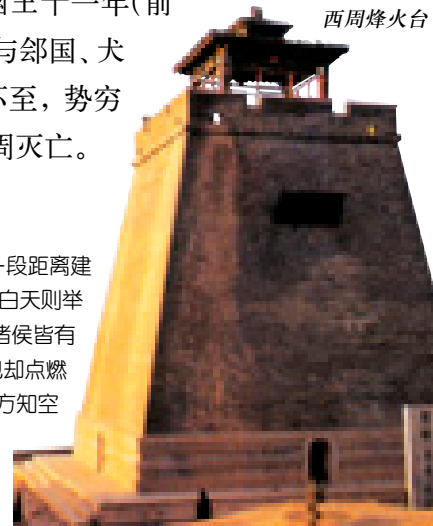 西周烽火台
幽王十一年(前
与郐国、犬
不至,势穷
周灭亡。
一段距离建
白天则举
诸侯皆有
却点燃
方知空